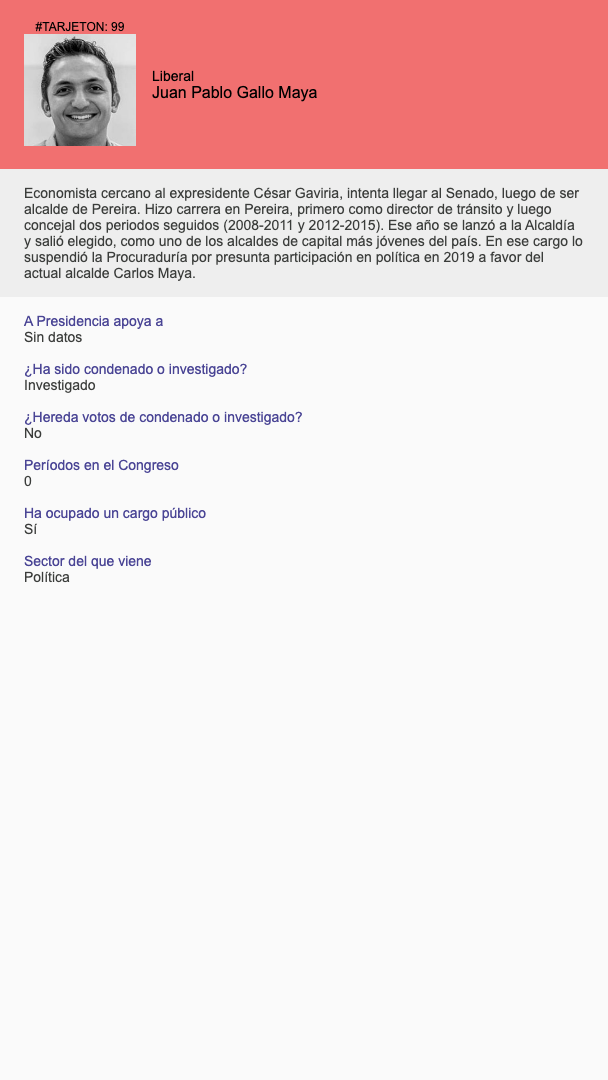 #TARJETON: 99
Liberal
Juan Pablo Gallo Maya
Economista cercano al expresidente César Gaviria, intenta llegar al Senado, luego de ser
alcalde de Pereira. Hizo carrera en Pereira, primero como director de tránsito y luego
concejal dos periodos seguidos (2008-2011 y 2012-2015). Ese año se lanzó a la Alcaldía
y salió elegido, como uno de los alcaldes de capital más jóvenes del país. En ese cargo lo
suspendió la Procuraduría por presunta participación en política en 2019 a favor del
actual alcalde Carlos Maya.
A Presidencia apoya a
Sin datos
¿Ha sido condenado o investigado?
Investigado
¿Hereda votos de condenado o investigado?
No
Períodos en el Congreso
0
Ha ocupado un cargo público
Sí
Sector del que viene
Política